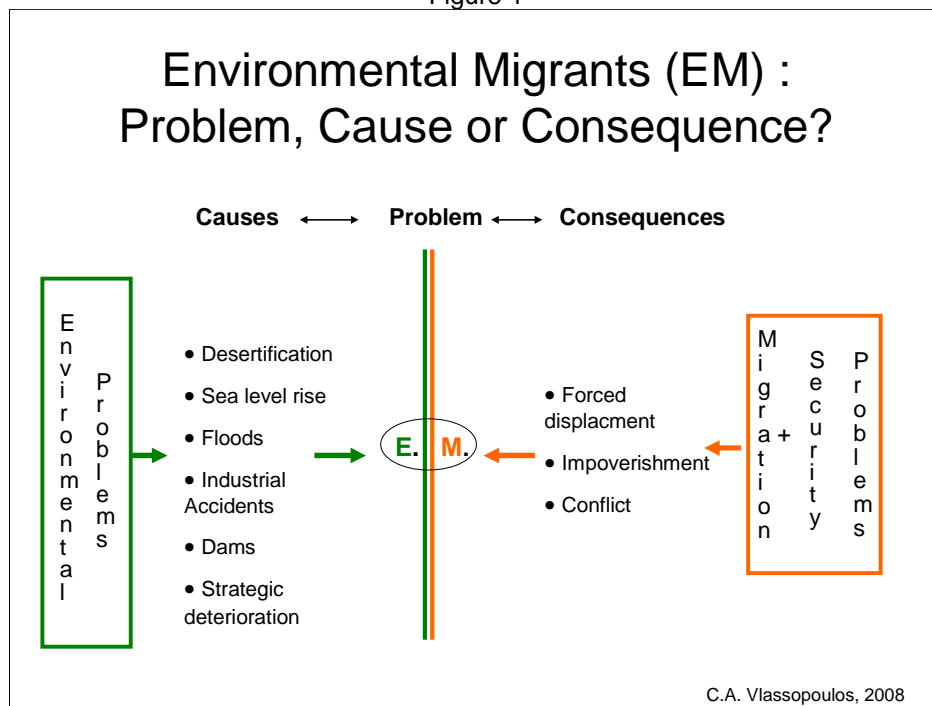 Environmental Migrants (EM) :
Problem, Cause or Consequence?
Causes
Problem
Consequences
Environmental
Problems
• Desertification
• Sea level rise
• Floods
• Industrial
Accidents
• Dams
• Strategic
deterioration
E. M.
• Forced
displacment
• Impoverishment
• Conflict
Migration +
Security
Problems
C.A. Vlassopoulos, 2008